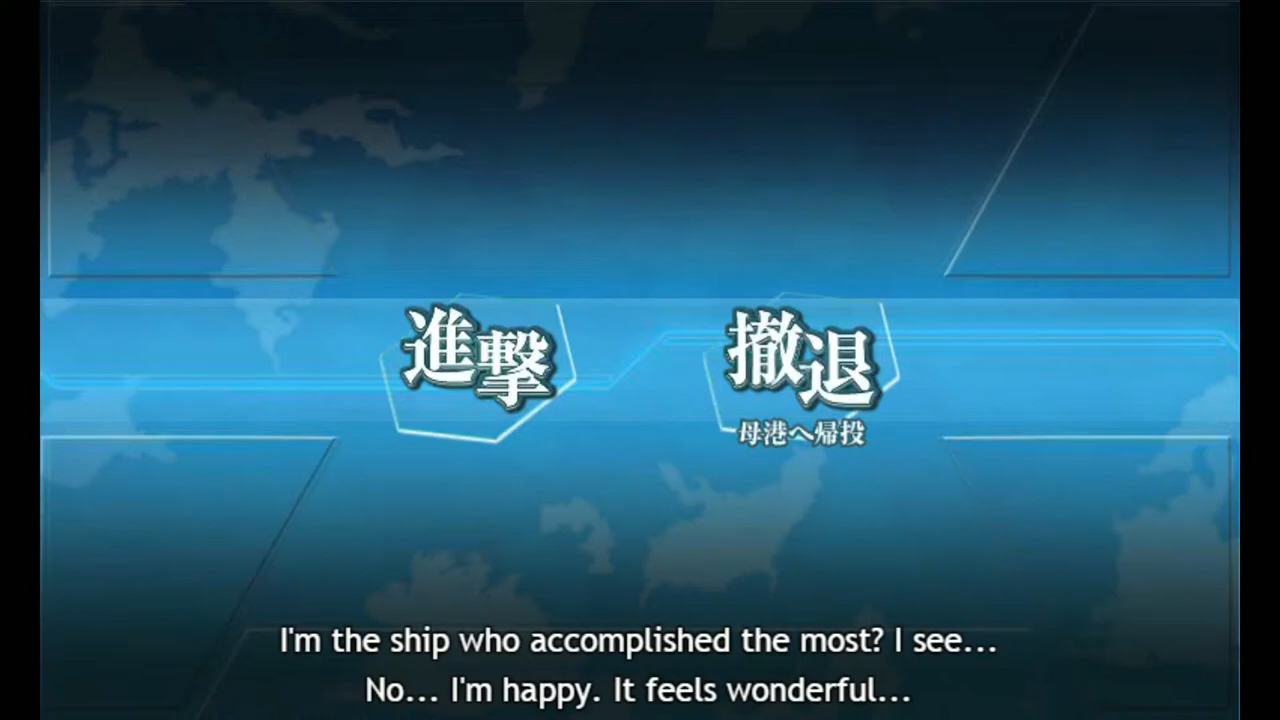 進撃
撤退
母港へ帰投
I'm the ship who accomplished the most? I see...
No... I'm happy. It feels wonderful...